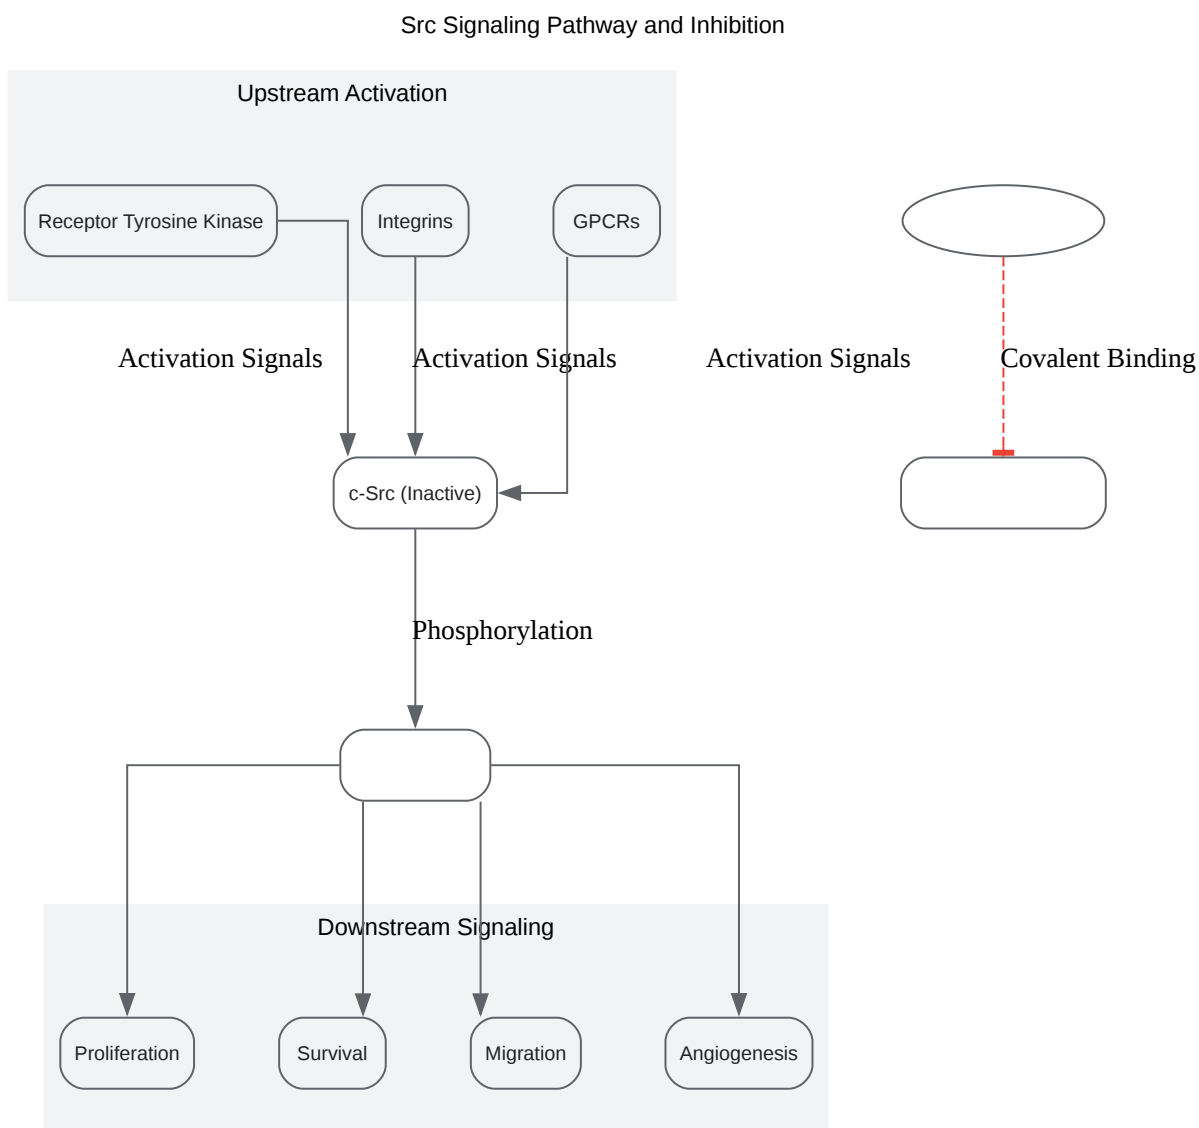 Src Signaling Pathway and Inhibition
Upstream Activation
Receptor Tyrosine Kinase
Integrins
GPCRs
Activation Signals
Activation Signals
Activation Signals
Covalent Binding
c-Src (Inactive)
Phosphorylation
Downstream Signaling
Proliferation
Survival
Migration
Angiogenesis